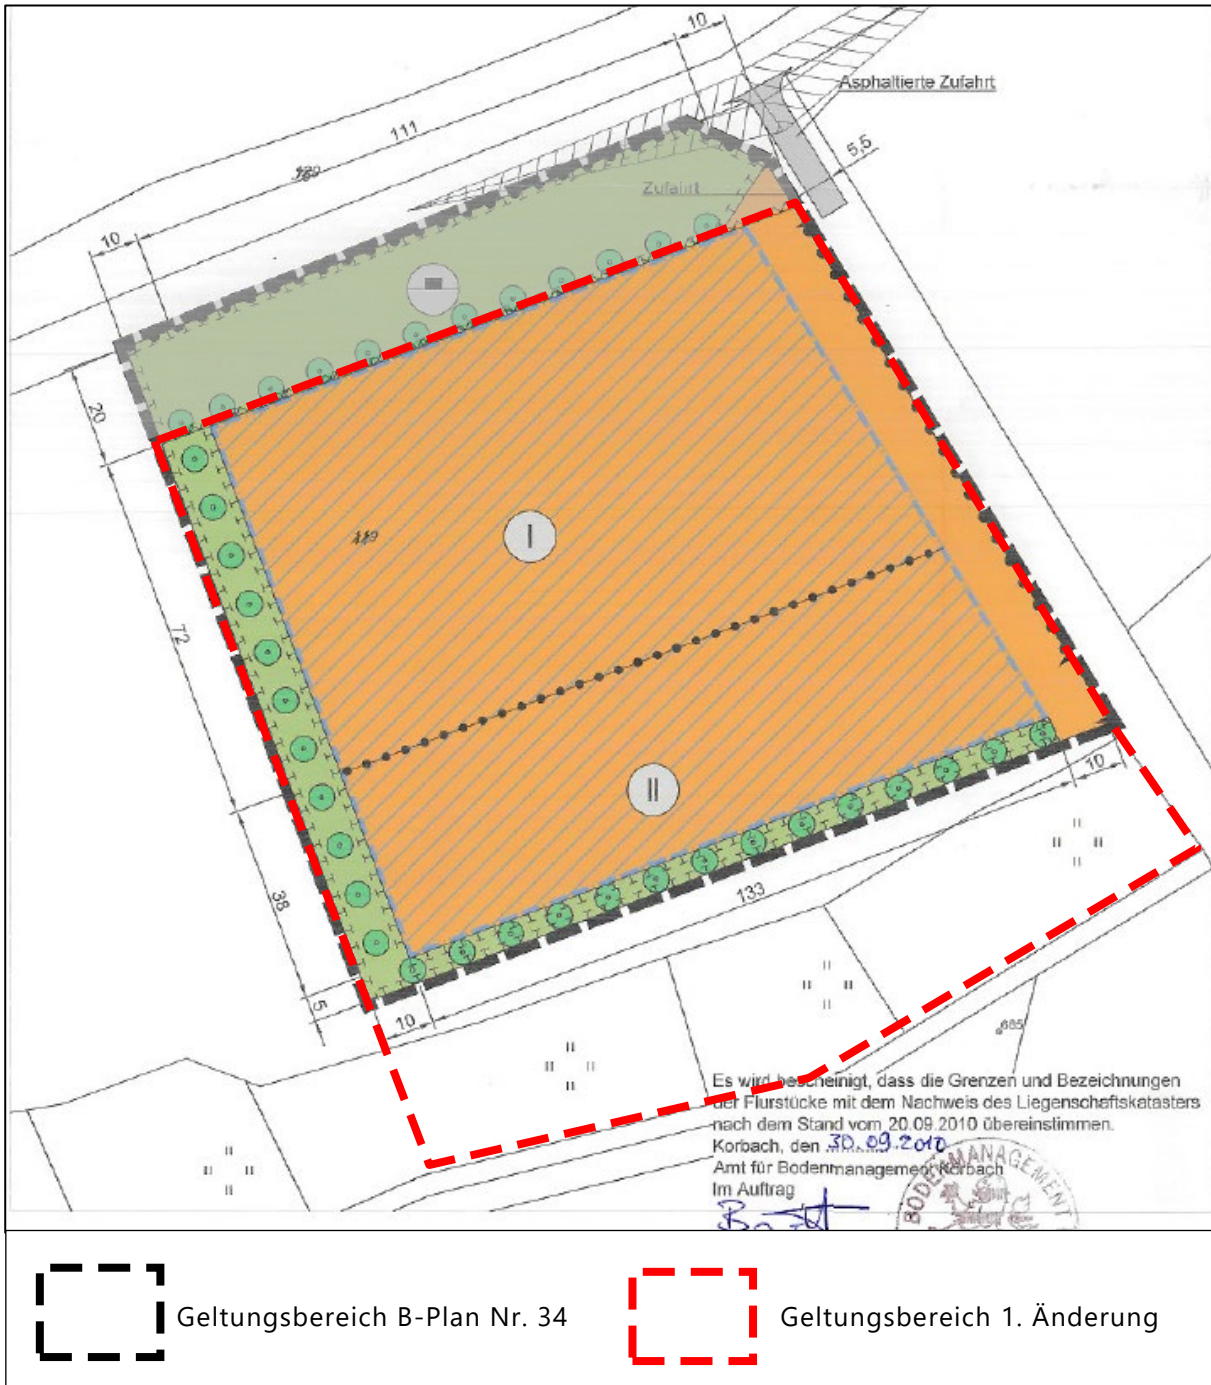 10
Asphaltierte Zufahrt
111
5,5
Zufahrt
10
20
I
72
II
10
133
38
5
10
685
Es wird bescheinigt, dass die Grenzen und Bezeichnungen
der Flurstücke mit dem Nachweis des Liegenschaftskatasters
nach dem Stand vom 20.09.2010 übereinstimmen.
Korbach, den 30.09.2010
Amt für Bodenmanagement Korbach
Im Auftrag
BODENMANAGEMENT
Geltungsbereich B-Plan Nr. 34
Geltungsbereich 1. Änderung